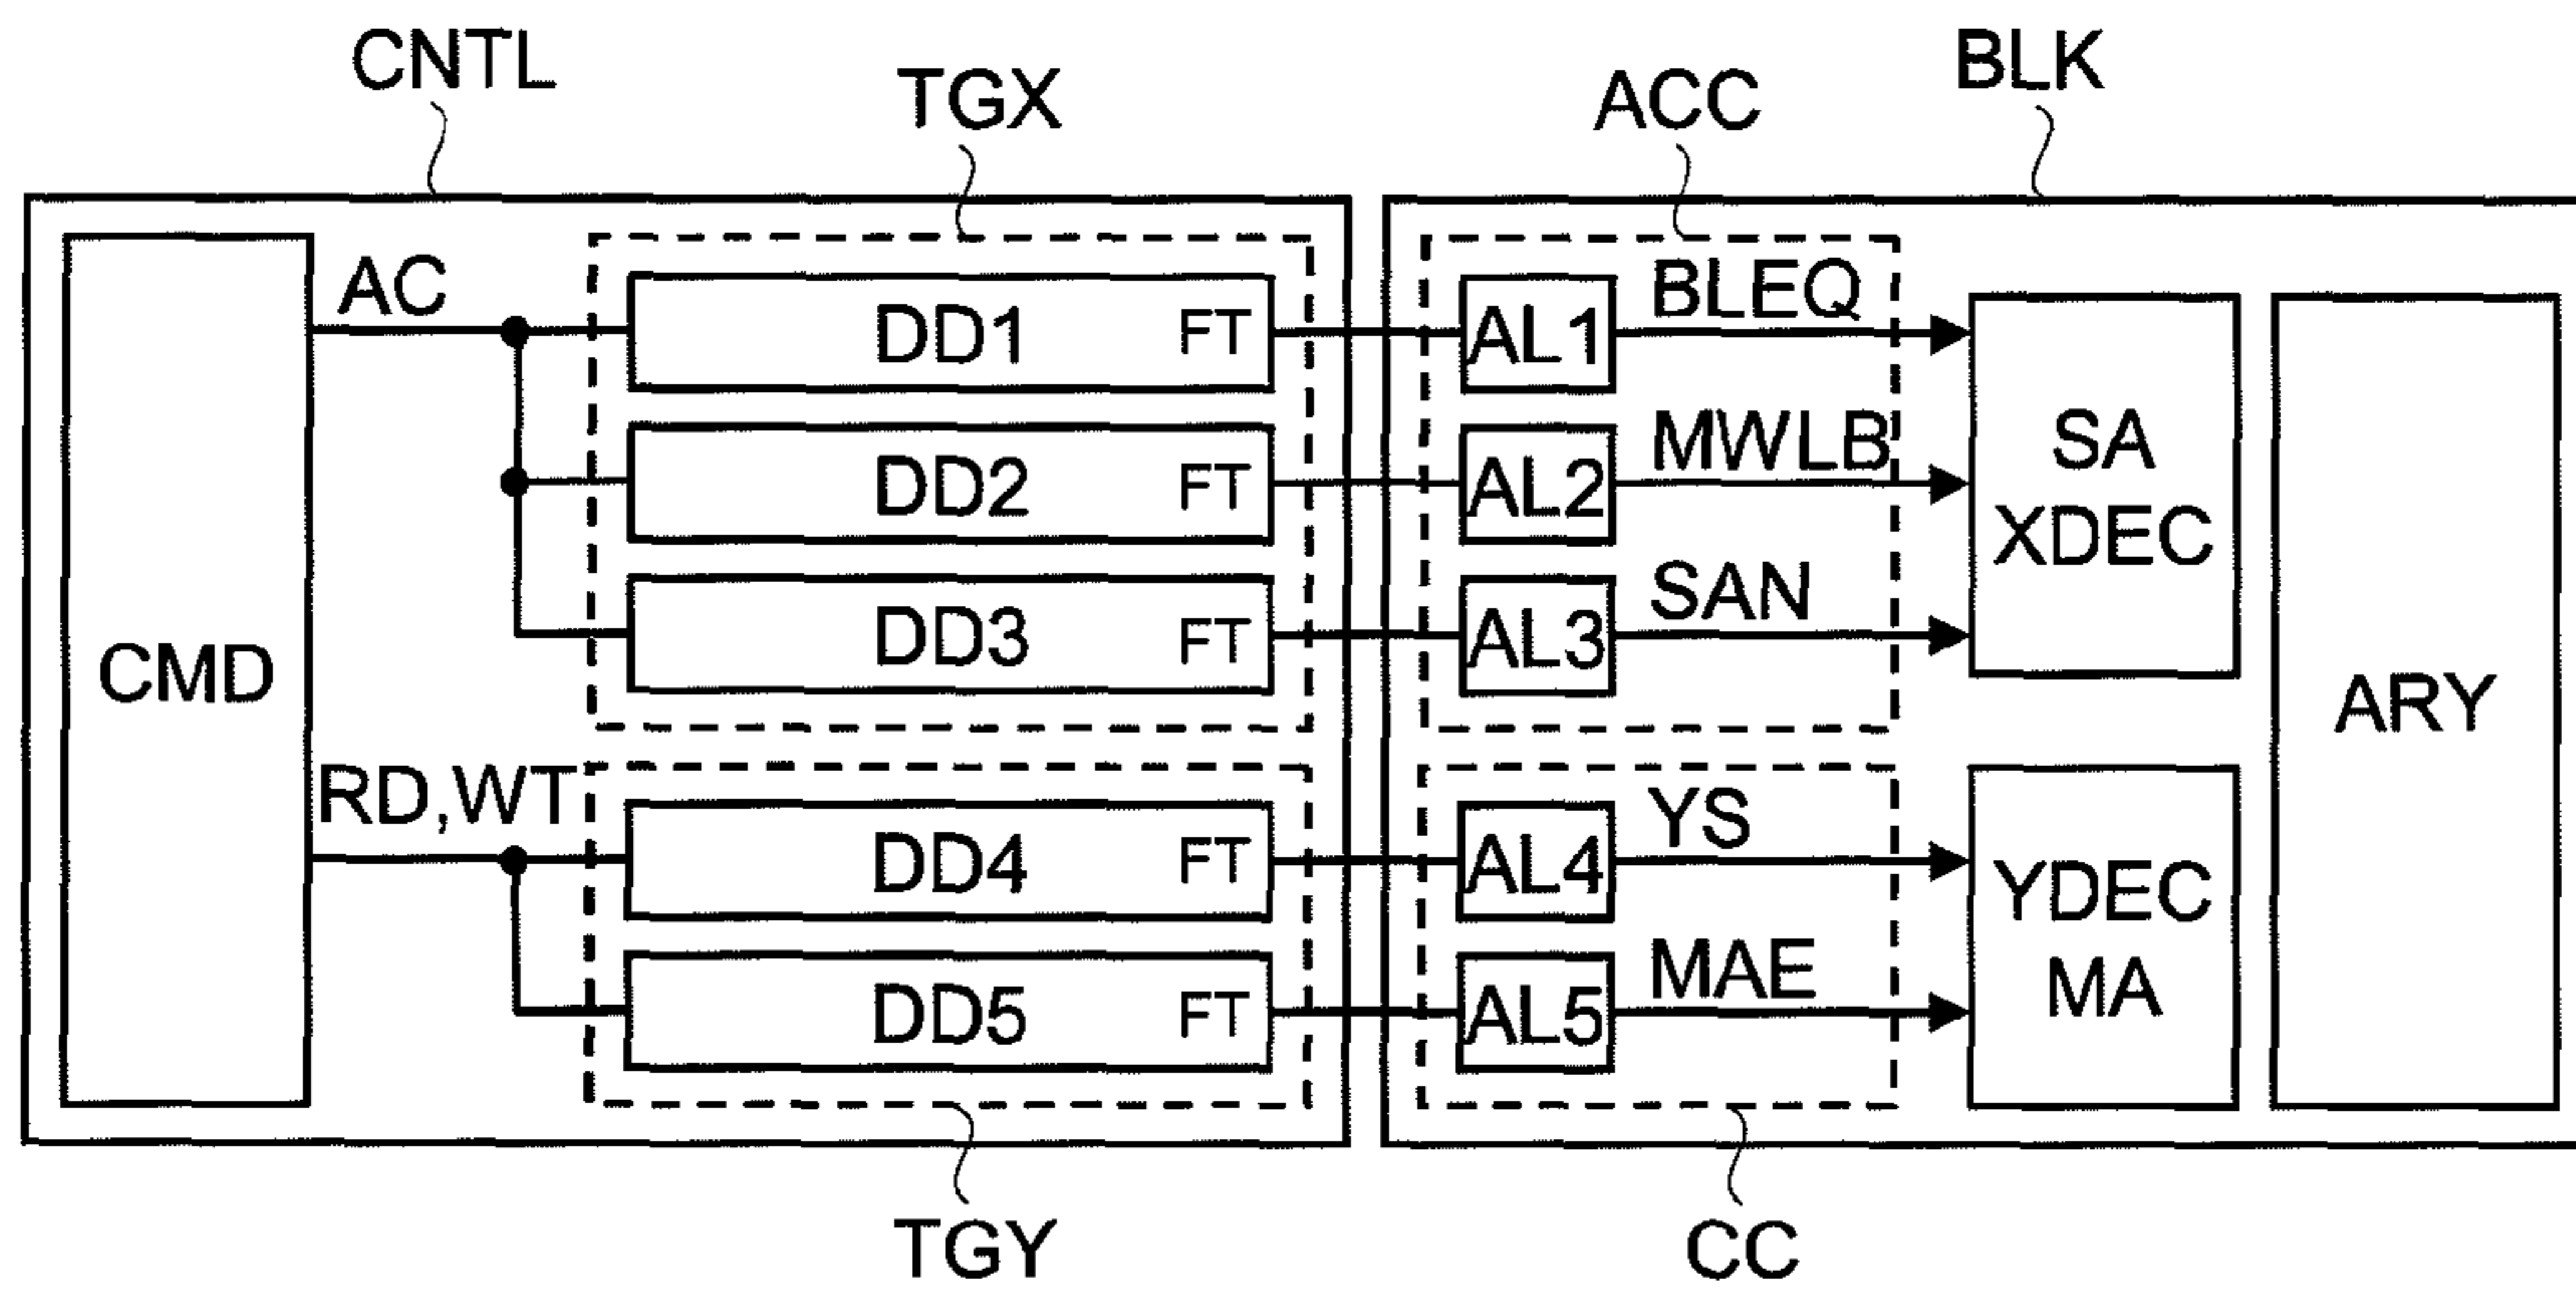 CNTL
TGX
ACC
BLK
CMD
AC
DD1 FT
AL1
BLEQ
DD2 FT
AL2
MWLB
DD3 FT
AL3
SAN
SA
XDEC
ARY
RD,WT
DD4 FT
AL4
YS
DD5 FT
AL5
MAE
YDEC
MA
TGY
CC